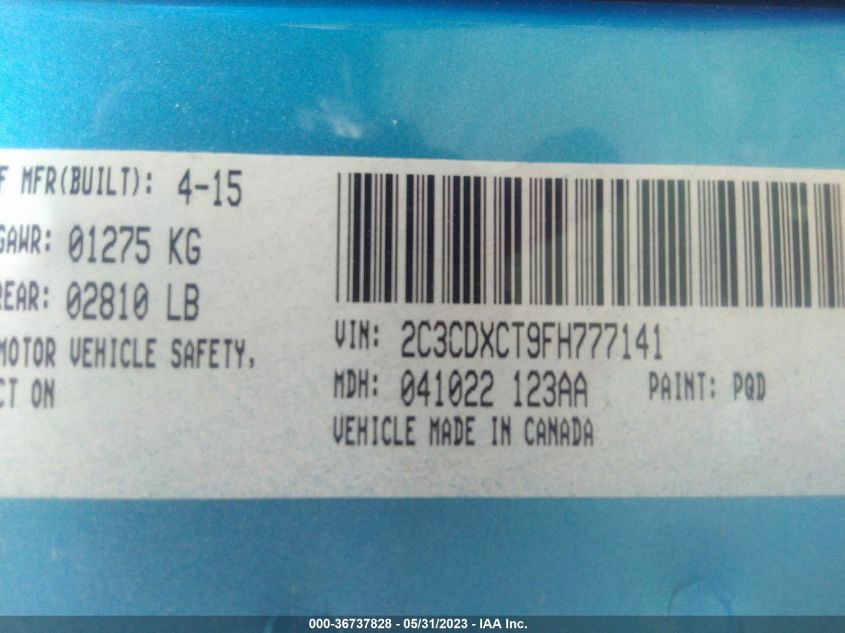 F MFR(BUILT): 4-15
GAWR: 01275 KG
REAR: 02810 LB
MOTOR VEHICLE SAFETY,
CT ON
VIN: 2C3CDXCT9FH777141
MDH: 041022 123AA PAINT: PQD
VEHICLE MADE IN CANADA
000-36737828 - 05/31/2023 - IAA Inc.